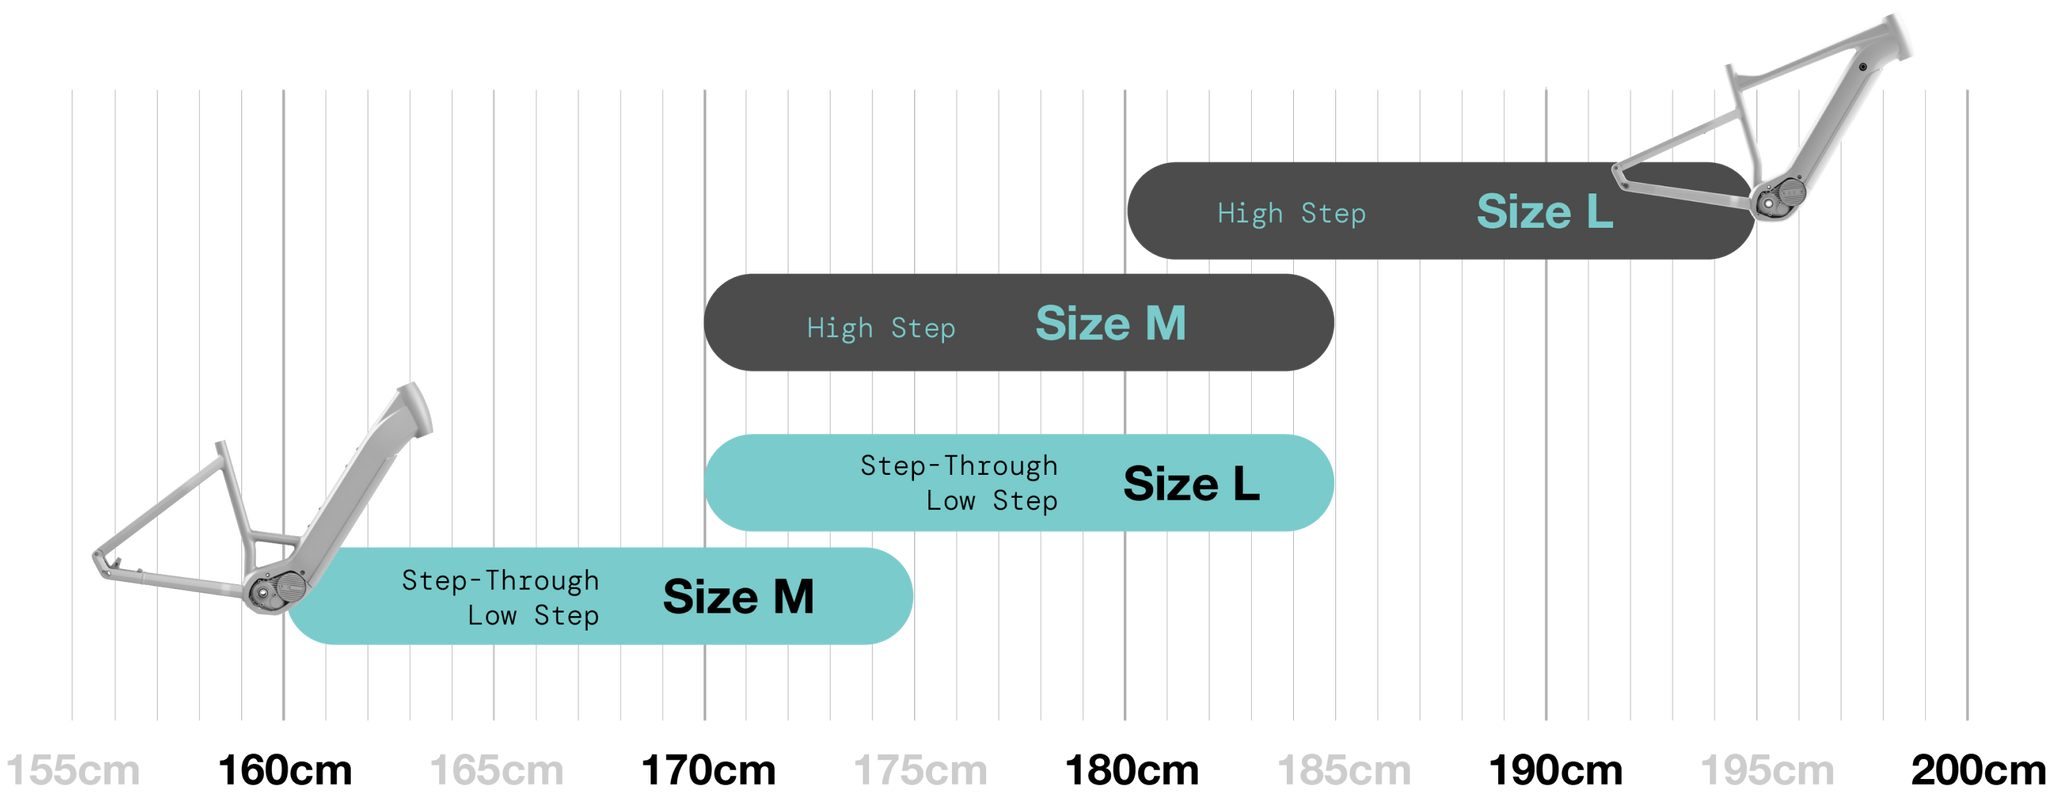 High Step
Size L
High Step
Size M
Step-Through
Low Step
Size L
Step-Through
Low Step
Size M
155cm
160cm
165cm
170cm
175cm
180cm
185cm
190cm
195cm
200cm